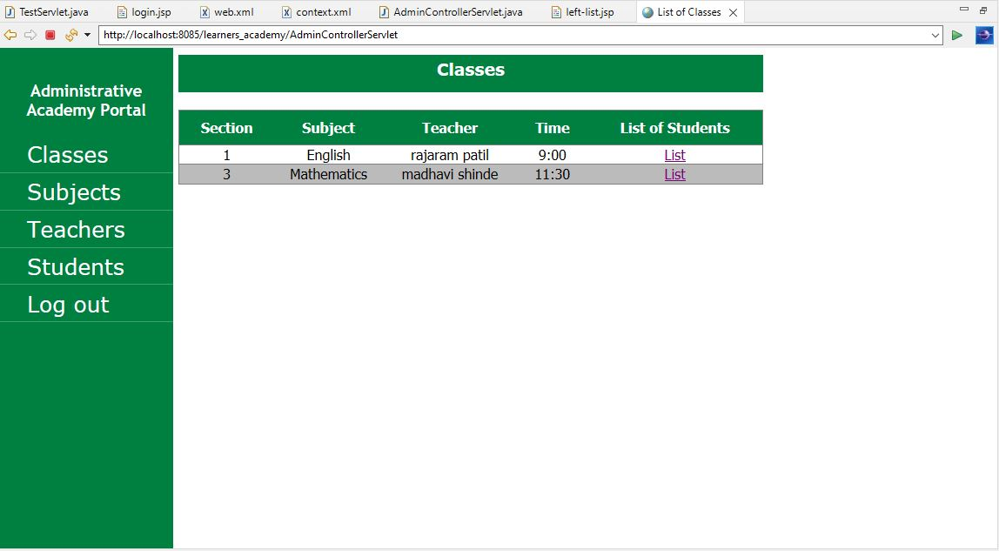 TestServlet.java login.jsp web.xml context.xml AdminControllerServlet.java left-list.jsp List of Classes
http://localhost:8085/learners_academy/AdminControllerServlet
Administrative
Academy Portal
Classes
Subjects
Teachers
Students
Log out
Classes
Section Subject Teacher Time List of Students
1 English rajaram patil 9:00 List
3 Mathematics madhavi shinde 11:30 List